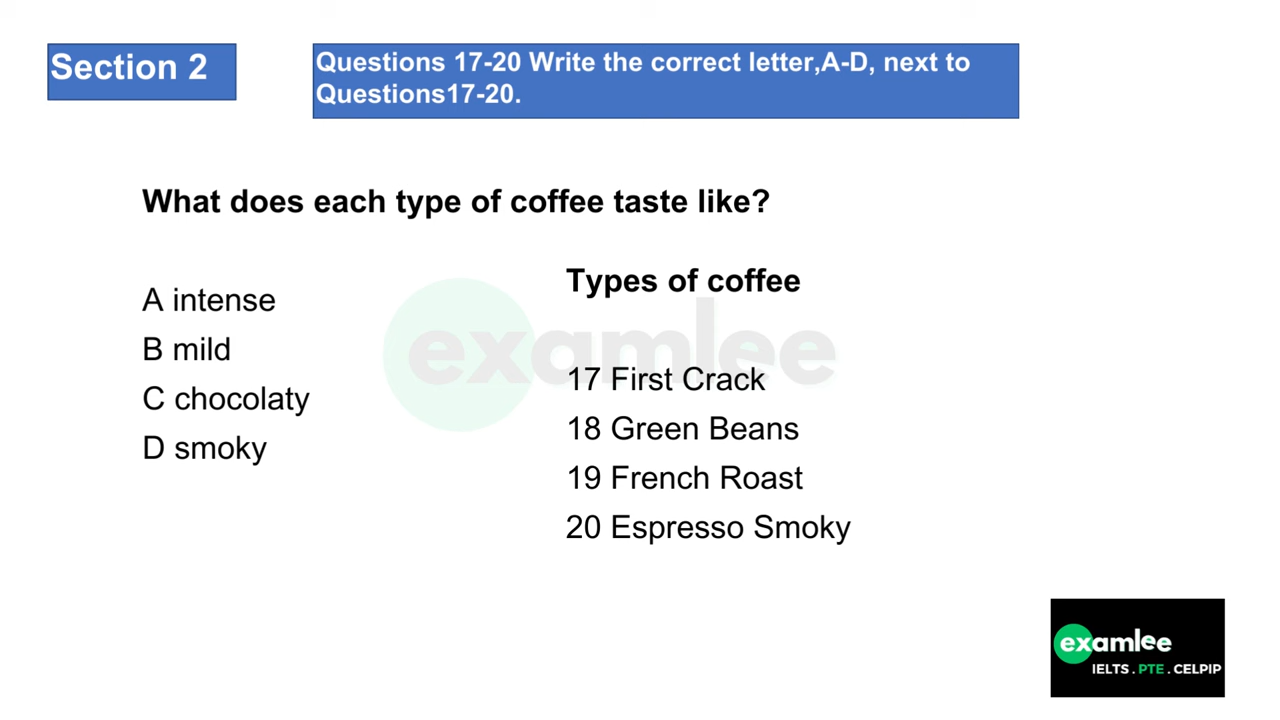 Section 2
Questions 17-20 Write the correct letter,A-D, next to
Questions17-20.
What does each type of coffee taste like?
A intense
B mild
C chocolaty
D smoky
Types of coffee
17 First Crack
18 Green Beans
19 French Roast
20 Espresso Smoky
examlee
examlee
IELTS . PTE . CELPIP